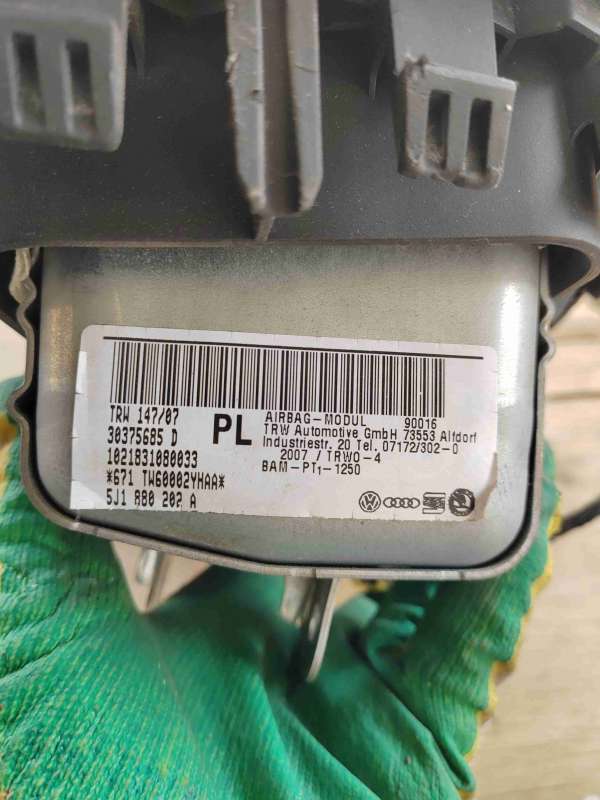 TRW 147/07
30375685 D
1021831080033
*671 TW60002YHAA*
5J1 880 202 A
PL
AIRBAG-MODUL 90016
TRW Automotive GmbH 73553 Alfdorf
Industriestr. 20 Tel. 07172/302-0
2007 / TRWO-4
BAM-PT1-1250